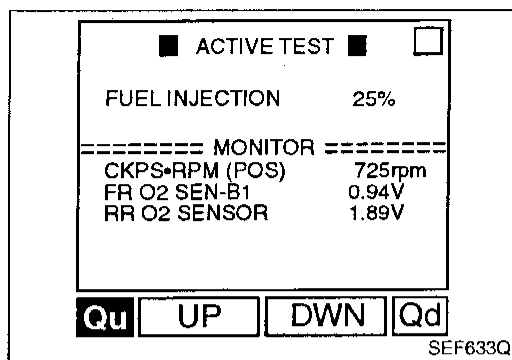 ■ ACTIVE TEST ■ □
FUEL INJECTION 25%
======== MONITOR ========
CKPS•RPM (POS) 725rpm
FR O2 SEN-B1 0.94V
RR O2 SENSOR 1.89V
Qu UP DWN Qd
SEF633Q